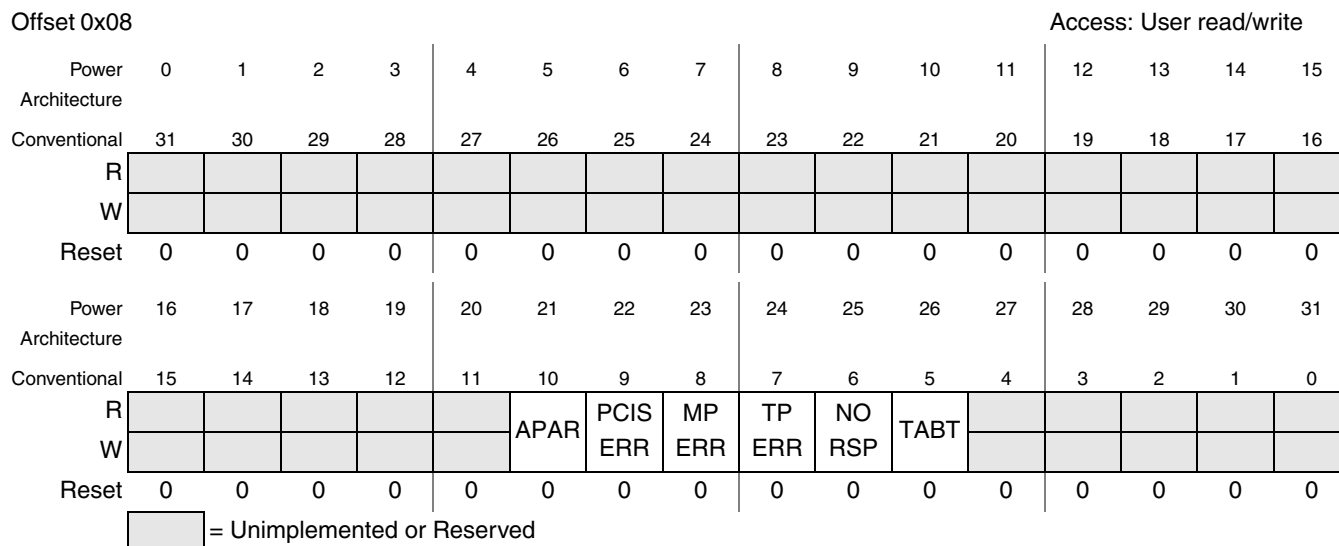 Offset 0x08 Access: User read/write
Power 0 1 2 3 4 5 6 7 8 9 10 11 12 13 14 15
Architecture
Conventional 31 30 29 28 27 26 25 24 23 22 21 20 19 18 17 16
R
W
Reset 0 0 0 0 0 0 0 0 0 0 0 0 0 0 0 0
Power 16 17 18 19 20 21 22 23 24 25 26 27 28 29 30 31
Architecture
Conventional 15 14 13 12 11 10 9 8 7 6 5 4 3 2 1 0
R PCIS MP TP NO
APAR TABT
W ERR ERR ERR RSP
Reset 0 0 0 0 0 0 0 0 0 0 0 0 0 0 0 0
= Unimplemented or Reserved